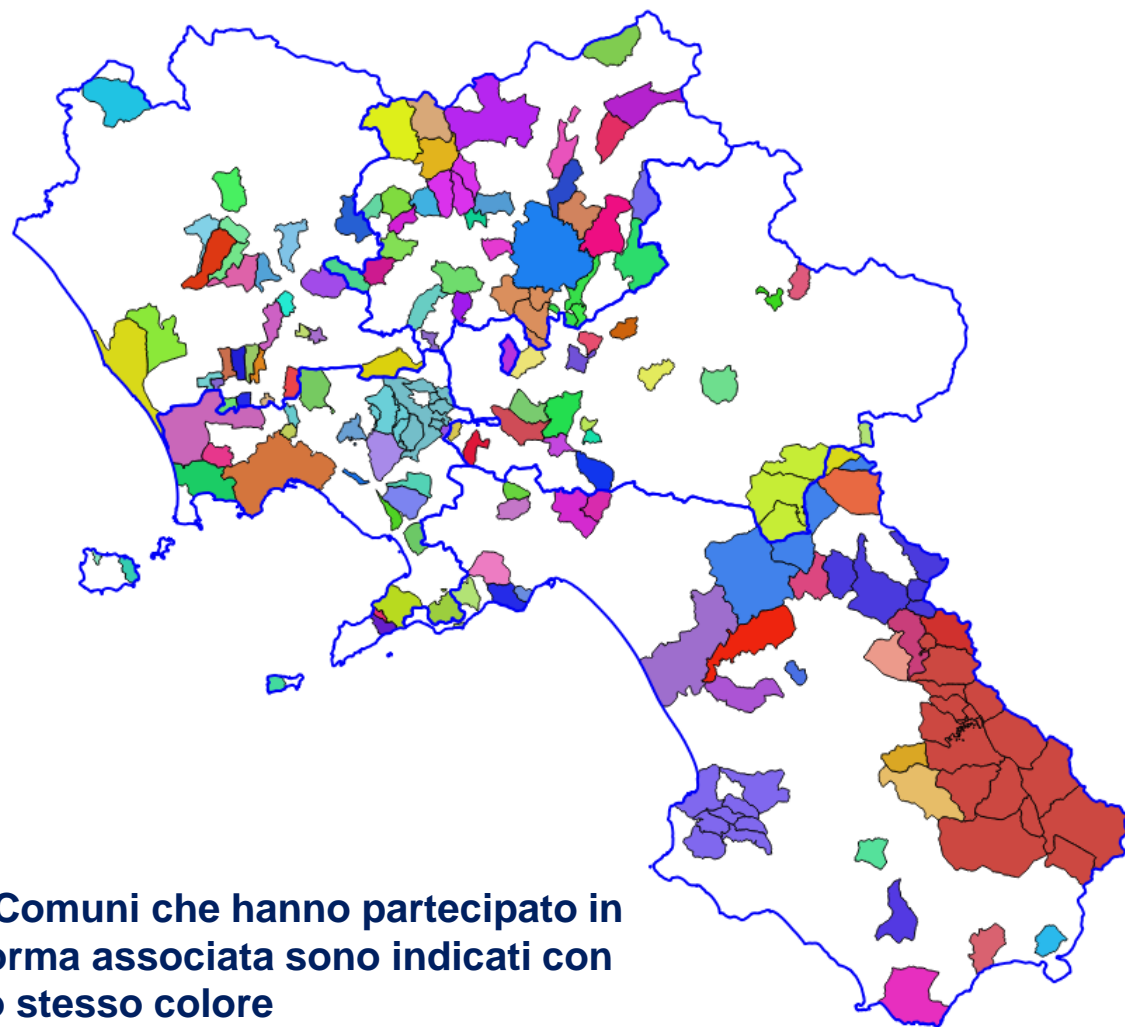 Comuni che hanno partecipato in
orma associata sono indicati con
o stesso colore